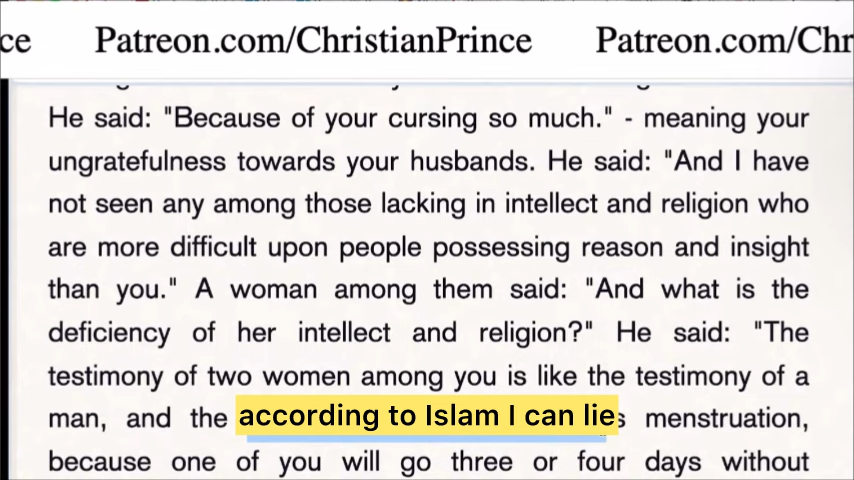 ce Patreon.com/ChristianPrince Patreon.com/Chr
He said: "Because of your cursing so much." - meaning your
ungratefulness towards your husbands. He said: "And I have
not seen any among those lacking in intellect and religion who
are more difficult upon people possessing reason and insight
than you." A woman among them said: "And what is the
deficiency of her intellect and religion?" He said: "The
testimony of two women among you is like the testimony of a
man, and the according to Islam I can lie menstruation,
because one of you will go three or four days without